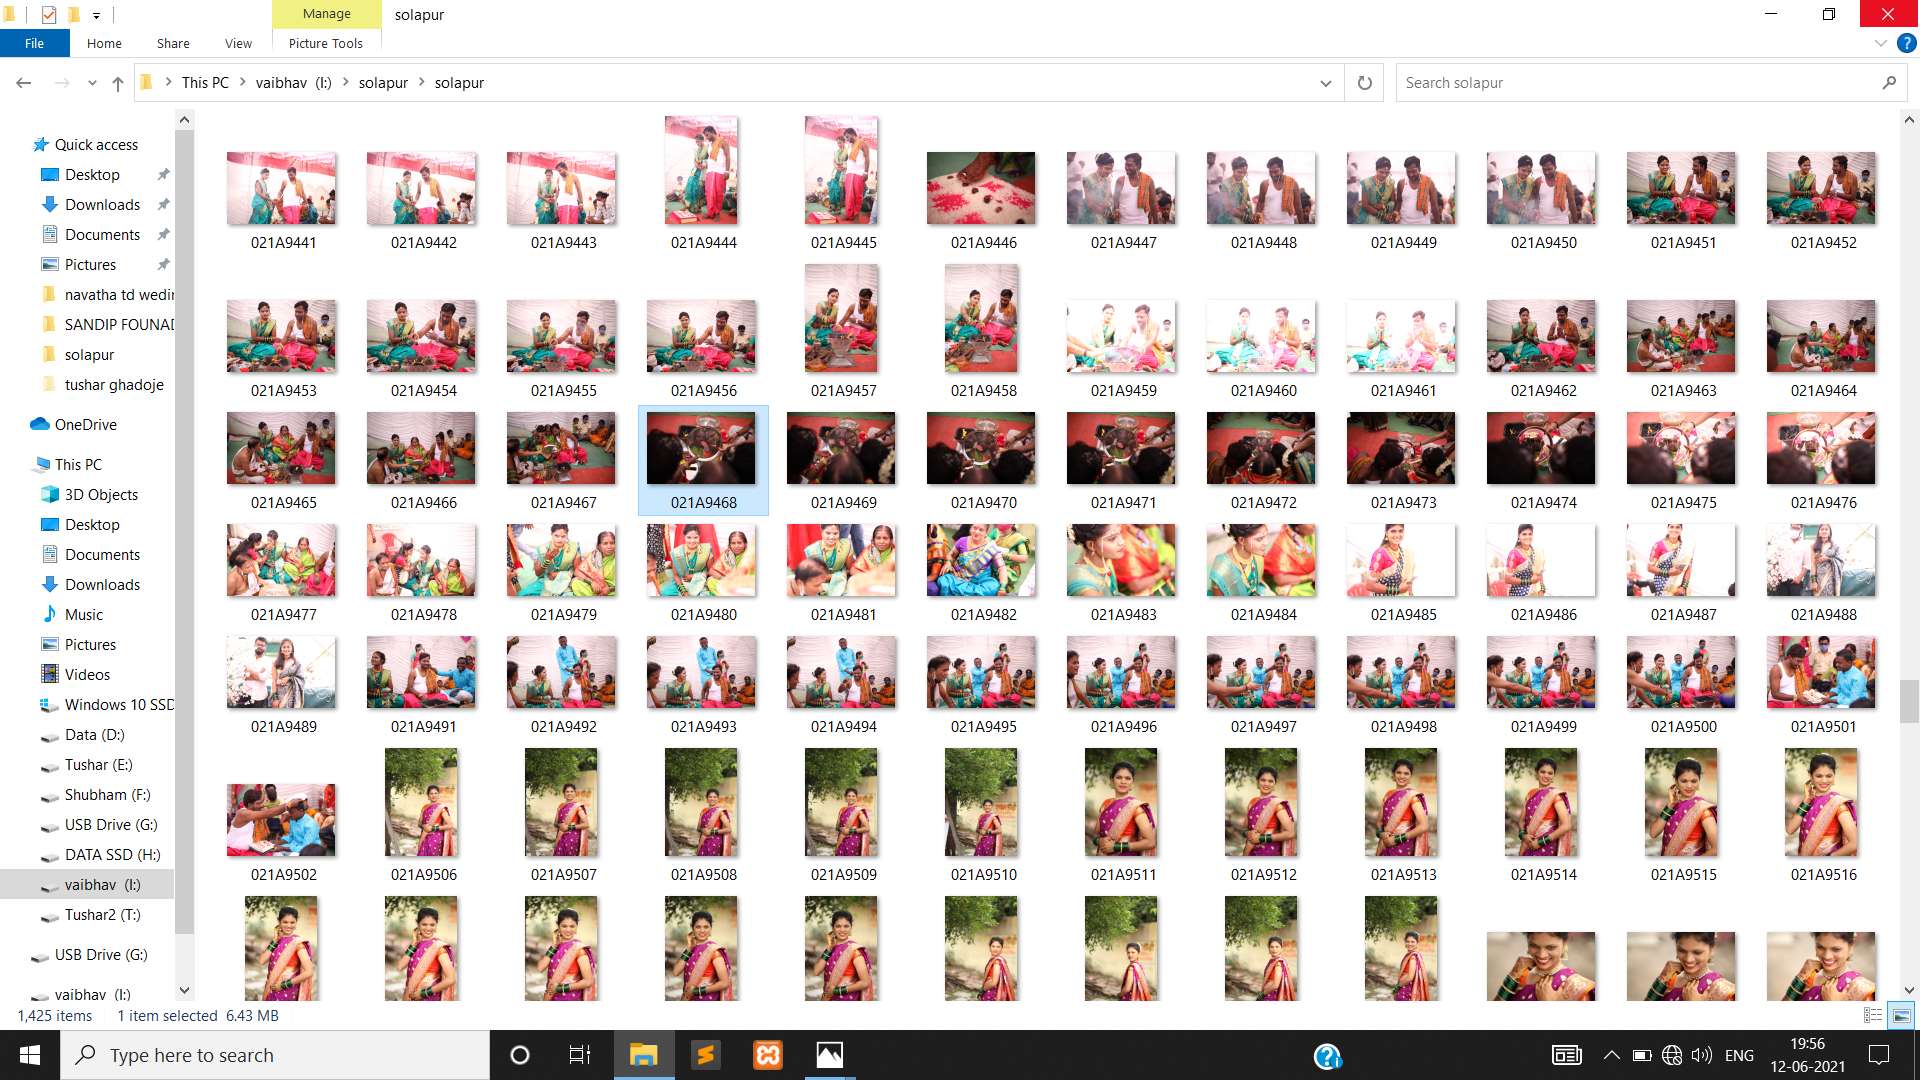 Manage
solapur
File
Home
Share
View
Picture Tools
This PC
vaibhav (I:)
solapur
solapur
Search solapur
Quick access
Desktop
Downloads
Documents
Pictures
navatha td wedin
SANDIP FOUNAD
solapur
tushar ghadoje
OneDrive
This PC
3D Objects
Desktop
Documents
Downloads
Music
Pictures
Videos
Windows 10 SSD
Data (D:)
Tushar (E:)
Shubham (F:)
USB Drive (G:)
DATA SSD (H:)
vaibhav (I:)
Tushar2 (T:)
USB Drive (G:)
vaibhav (I:)
021A9441 021A9442 021A9443 021A9444 021A9445 021A9446 021A9447 021A9448 021A9449 021A9450 021A9451 021A9452
021A9453 021A9454 021A9455 021A9456 021A9457 021A9458 021A9459 021A9460 021A9461 021A9462 021A9463 021A9464
021A9465 021A9466 021A9467 021A9468 021A9469 021A9470 021A9471 021A9472 021A9473 021A9474 021A9475 021A9476
021A9477 021A9478 021A9479 021A9480 021A9481 021A9482 021A9483 021A9484 021A9485 021A9486 021A9487 021A9488
021A9489 021A9491 021A9492 021A9493 021A9494 021A9495 021A9496 021A9497 021A9498 021A9499 021A9500 021A9501
021A9502 021A9506 021A9507 021A9508 021A9509 021A9510 021A9511 021A9512 021A9513 021A9514 021A9515 021A9516
1,425 items 1 item selected 6.43 MB
Type here to search
ENG
19:56
12-06-2021